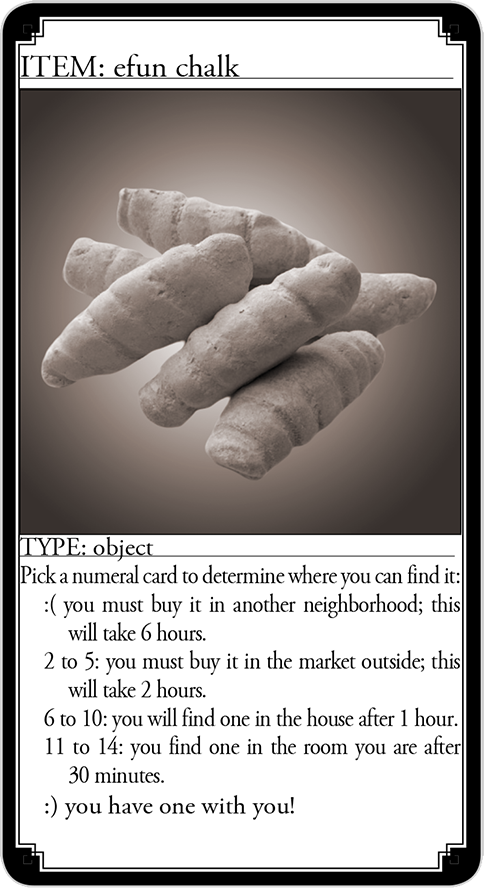 ITEM: efun chalk
TYPE: object
Pick a numeral card to determine where you can find it:
:( you must buy it in another neighborhood; this
will take 6 hours.
2 to 5: you must buy it in the market outside; this
will take 2 hours.
6 to 10: you will find one in the house after 1 hour.
11 to 14: you find one in the room you are after
30 minutes.
:) you have one with you!